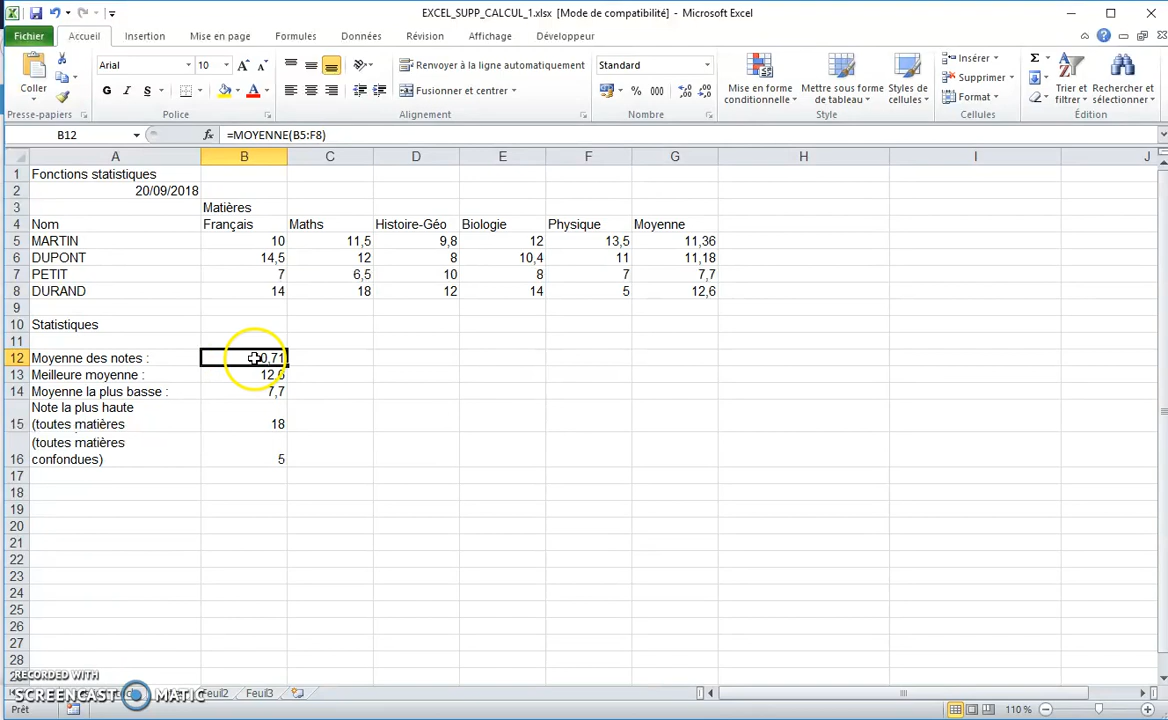 EXCEL_SUPP_CALCUL_1.xlsx [Mode de compatibilité] - Microsoft Excel
Fichier Accueil Insertion Mise en page Formules Données Révision Affichage Développeur
Coller
Presse-papiers
Arial 10
G I S
Police
Renvoyer à la ligne automatiquement
Fusionner et centrer
Alignement
Standard
% 000
Nombre
Mise en forme conditionnelle
Mettre sous forme de tableau
Styles de cellules
Style
Insérer
Supprimer
Format
Cellules
Trier et filtrer
Rechercher et sélectionner
Édition
B12 fx =MOYENNE(B5:F8)
A B C D E F G H I J
1 Fonctions statistiques
2 20/09/2018
3 Matières
4 Nom Français Maths Histoire-Géo Biologie Physique Moyenne
5 MARTIN 10 11,5 9,8 12 13,5 11,36
6 DUPONT 14,5 12 8 10,4 11 11,18
7 PETIT 7 6,5 10 8 7 7,7
8 DURAND 14 18 12 14 5 12,6
9
10 Statistiques
11
12 Moyenne des notes : 0,71
13 Meilleure moyenne : 12,6
14 Moyenne la plus basse : 7,7
Note la plus haute
15 (toutes matières 18
(toutes matières
16 confondues) 5
17
18
19
20
21
22
23
24
25
26
27
28
RECORDED WITH
SCREENCAST MATIC
Feuil2 Feuil3
Prêt 110 %